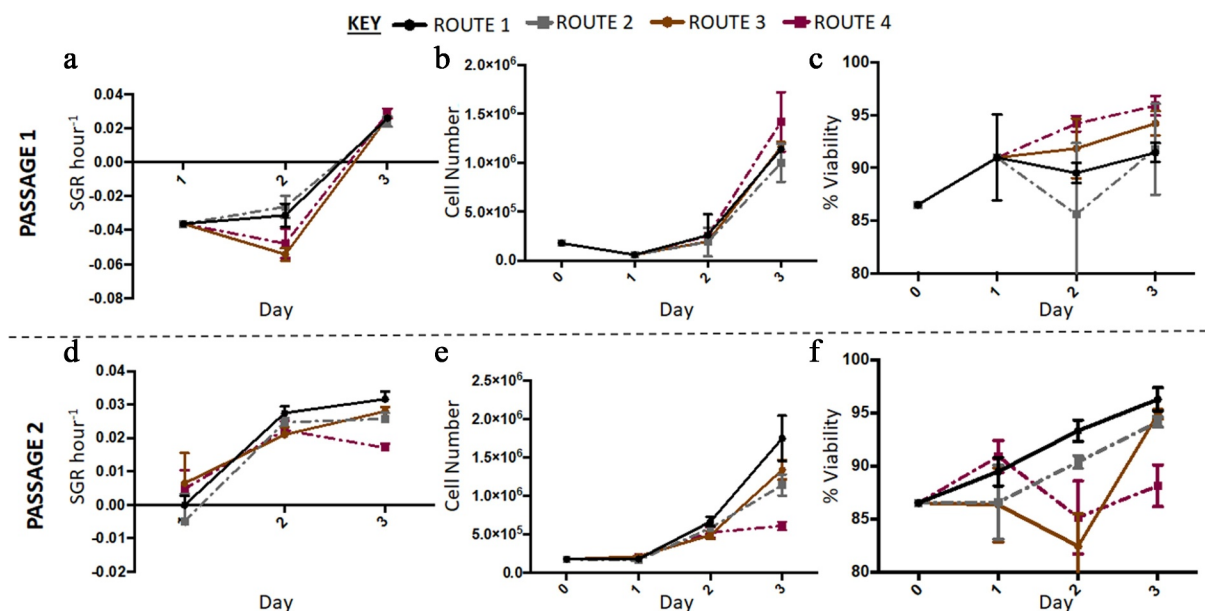 KEY ROUTE 1 ROUTE 2 ROUTE 3 ROUTE 4
PASSAGE 1
a
SGR hour⁻¹
0.04
0.02
0.00
-0.02
-0.04
-0.06
-0.08
1 2 3
Day
b
Cell Number
2.0×10⁶
1.5×10⁶
1.0×10⁶
5.0×10⁵
0.0
0 1 2 3
Day
c
% Viability
100
95
90
85
80
0 1 2 3
Day
PASSAGE 2
d
SGR hour⁻¹
0.04
0.03
0.02
0.01
0.00
-0.01
-0.02
2 3
Day
e
Cell Number
2.5×10⁶
2.0×10⁶
1.5×10⁶
1.0×10⁶
5.0×10⁵
0.0
0 1 2 3
Day
f
% Viability
100
95
90
85
80
0 1 2 3
Day